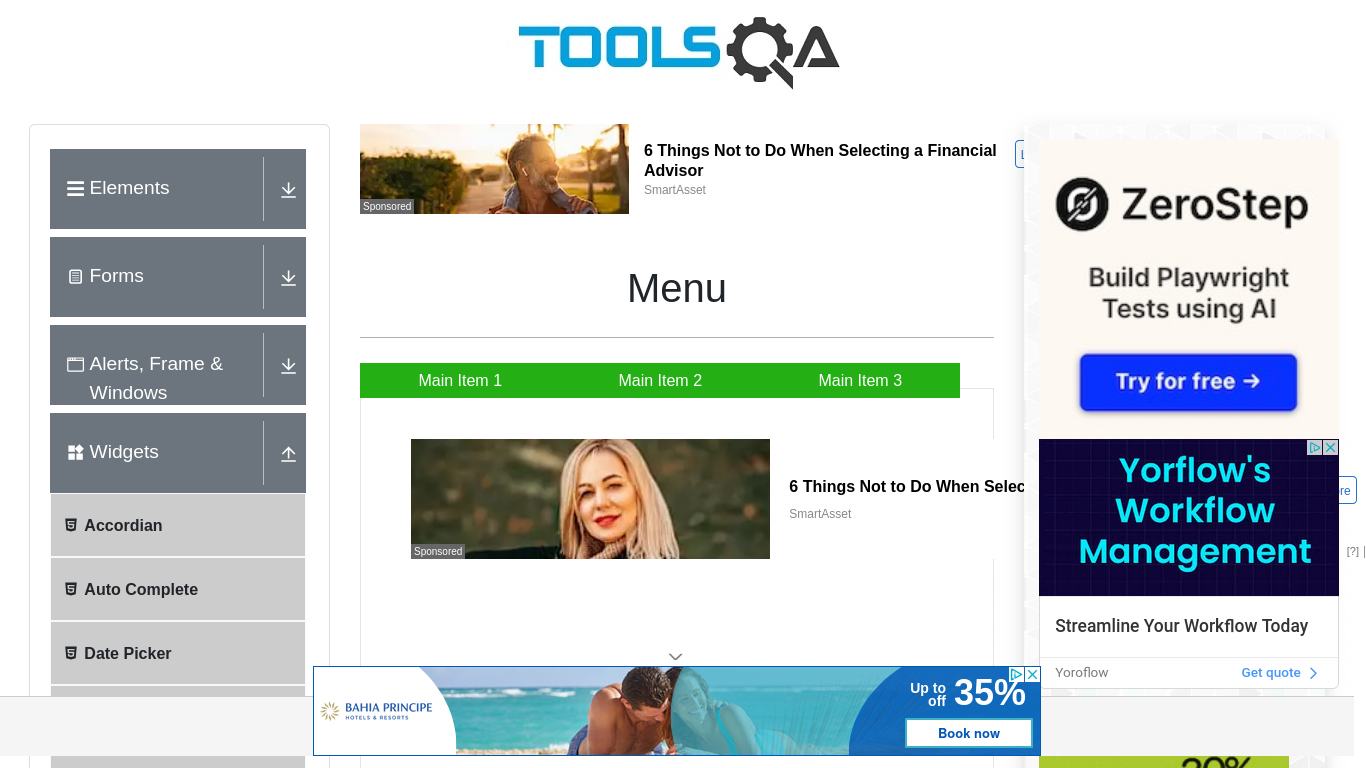 TOOLSQA
Elements
Forms
Alerts, Frame &
Windows
Widgets
Accordian
Auto Complete
Date Picker
Sponsored
6 Things Not to Do When Selecting a Financial
Advisor
SmartAsset
Menu
Main Item 1
Main Item 2
Main Item 3
Sponsored
6 Things Not to Do When Selec
SmartAsset
[?]
ZeroStep
Build Playwright
Tests using AI
Try for free →
Yorflow's
Workflow
Management
Streamline Your Workflow Today
Yoroflow
Get quote
BAHIA PRINCIPE
HOTELS & RESORTS
Up to
off
35%
Book now